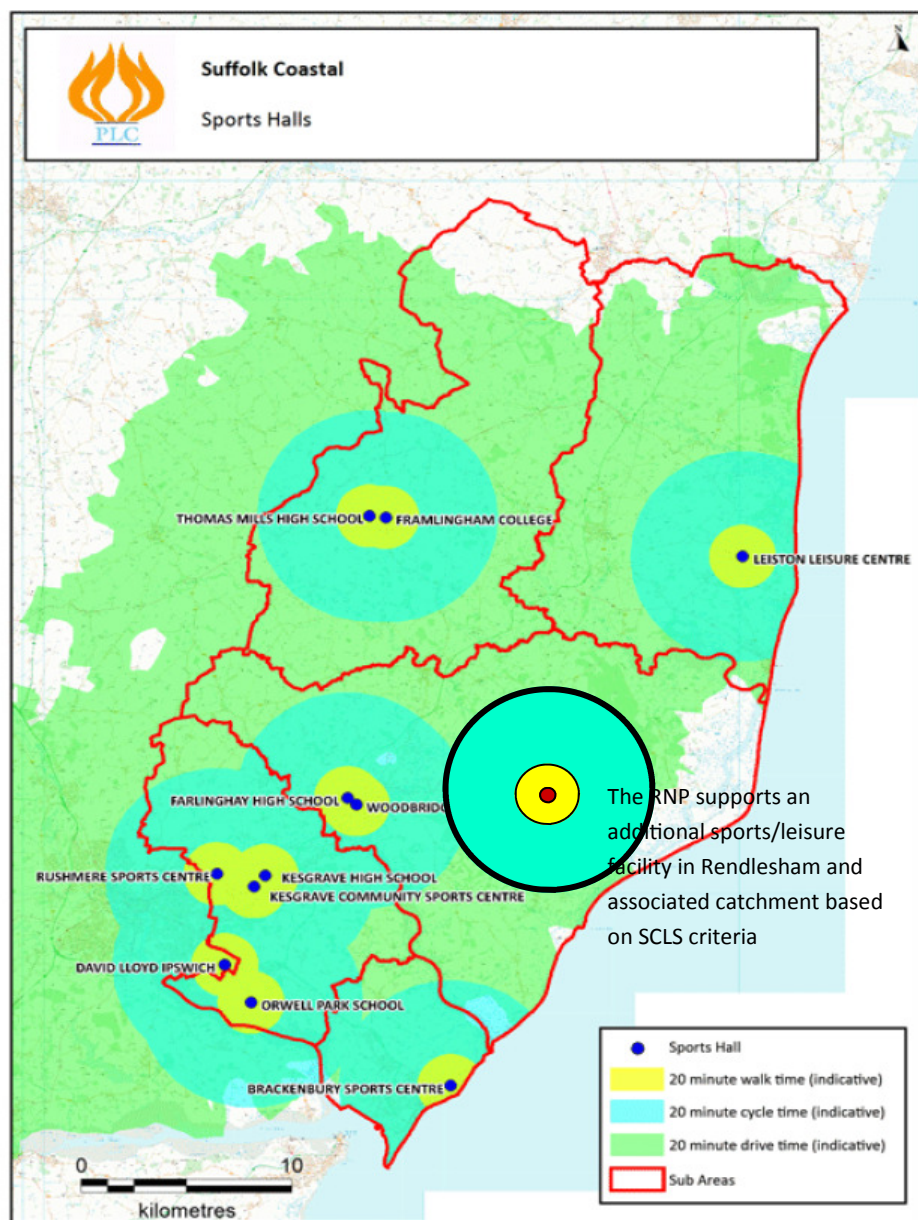 Suffolk Coastal
PLC
Sports Halls
N
THOMAS MILLS HIGH SCHOOL
FRAMLINGHAM COLLEGE
LEISTON LEISURE CENTRE
FARLINGHAY HIGH SCHOOL
WOODBRIDG
The RNP supports an
additional sports/leisure
facility in Rendlesham and
associated catchment based
on SCLS criteria
RUSHMERE SPORTS CENTRE
KESGRAVE HIGH SCHOOL
KESGRAVE COMMUNITY SPORTS CENTRE
DAVID LLOYD IPSWICH
ORWELL PARK SCHOOL
BRACKENBURY SPORTS CENTRE
Sports Hall
20 minute walk time (indicative)
20 minute cycle time (indicative)
20 minute drive time (indicative)
Sub Areas
0 10
kilometres